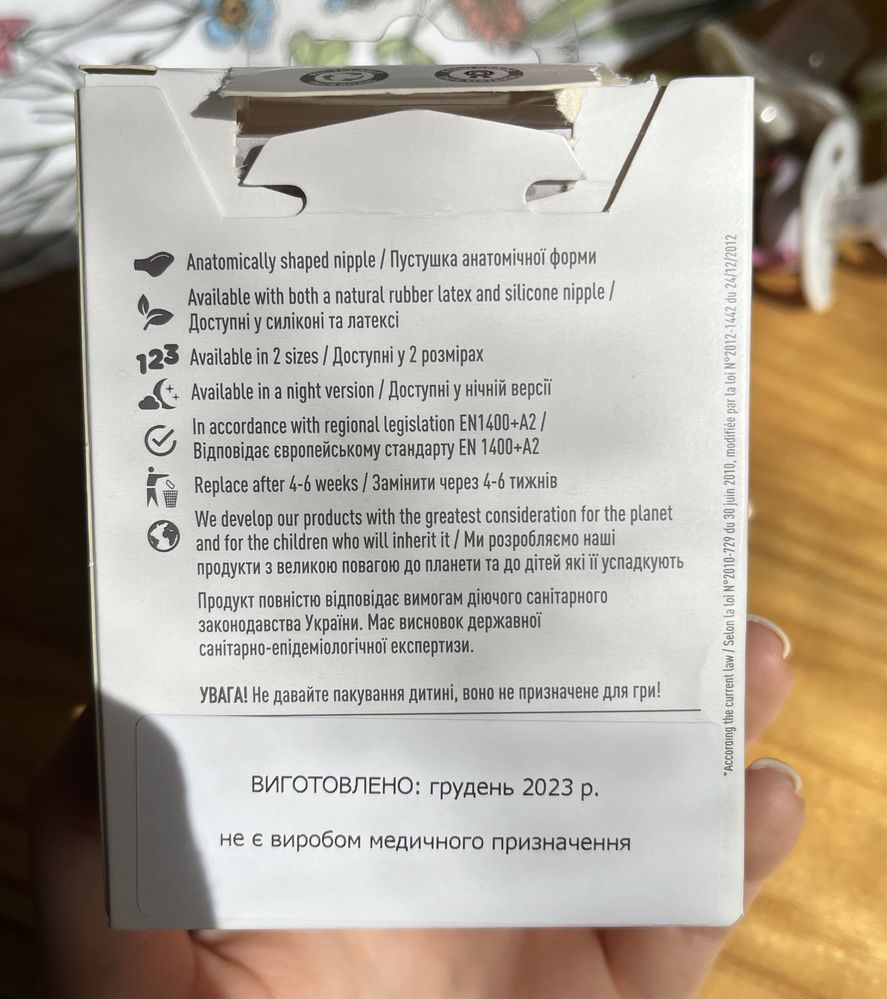 Anatomically shaped nipple / Пустушка анатомічної форми
Available with both a natural rubber latex and silicone nipple /
Доступні у силіконі та латексі
123 Available in 2 sizes / Доступні у 2 розмірах
Available in a night version / Доступні у нічній версії
In accordance with regional legislation EN1400+A2 /
Відповідає європейському стандарту EN 1400+A2
Replace after 4-6 weeks / Замінити через 4-6 тижнів
We develop our products with the greatest consideration for the planet
and for the children who will inherit it / Ми розробляємо наші
продукти з великою повагою до планети та до дітей які її успадкують
Продукт повністю відповідає вимогам діючого санітарного
законодавства України. Має висновок державної
санітарно-епідеміологічної експертизи.
УВАГА! Не давайте пакування дитині, воно не призначене для гри!
ВИГОТОВЛЕНО: грудень 2023 р.
не є виробом медичного призначення
*According the current law / Selon la loi N°2010-729 du 30 juin 2010, modifiée par la loi N°2012-1442 du 24/12/2012